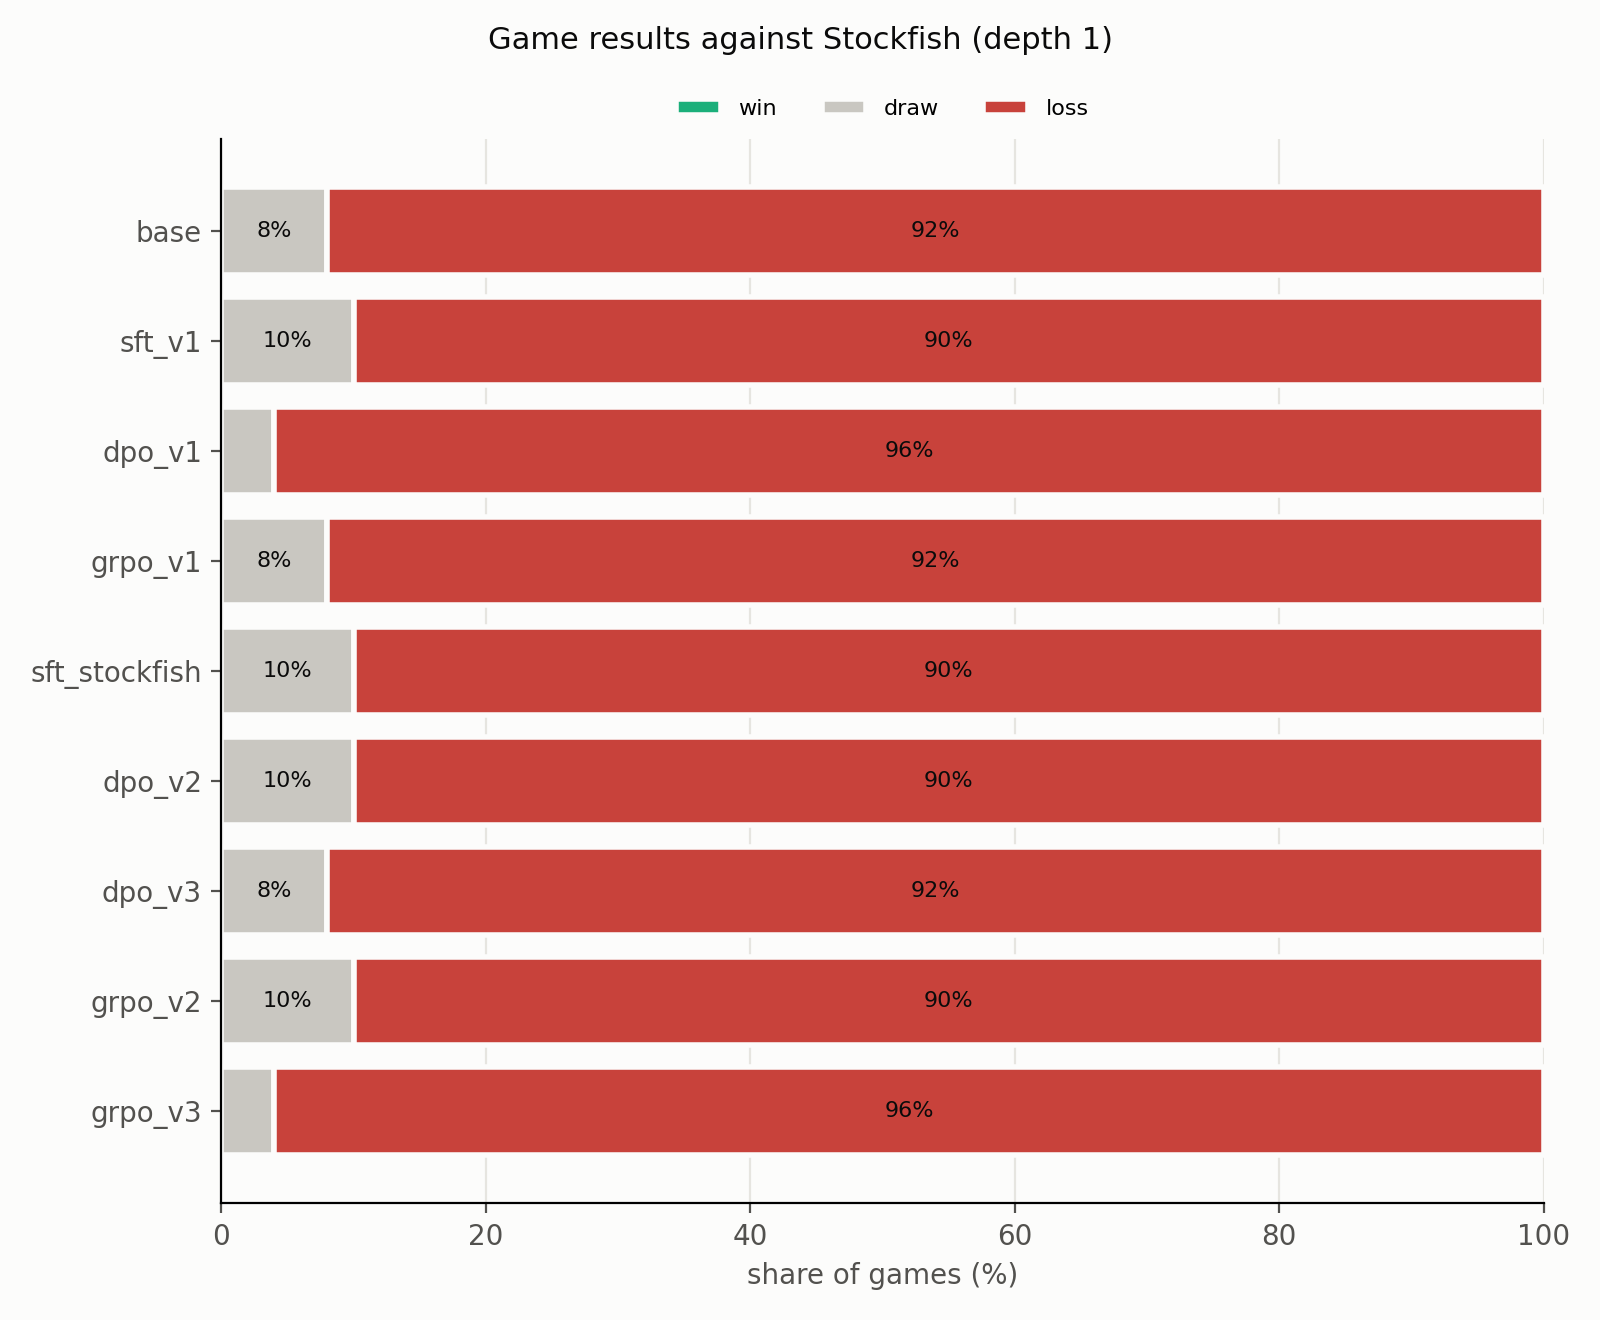 Game results against Stockfish (depth 1)
win draw loss
base 8% 92%
sft_v1 10% 90%
dpo_v1 96%
grpo_v1 8% 92%
sft_stockfish 10% 90%
dpo_v2 10% 90%
dpo_v3 8% 92%
grpo_v2 10% 90%
grpo_v3 96%
0 20 40 60 80 100
share of games (%)